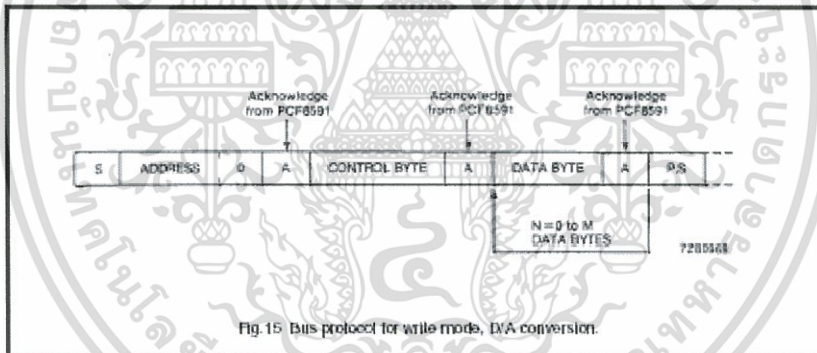 Acknowledge from PCF8591
Acknowledge from PCF8591
Acknowledge from PCF8591
S ADDRESS 0 A CONTROL BYTE A DATA BYTE A P/S
N=0 to M
DATA BYTES
Fig.15 Bus protocol for write mode, D/A conversion.